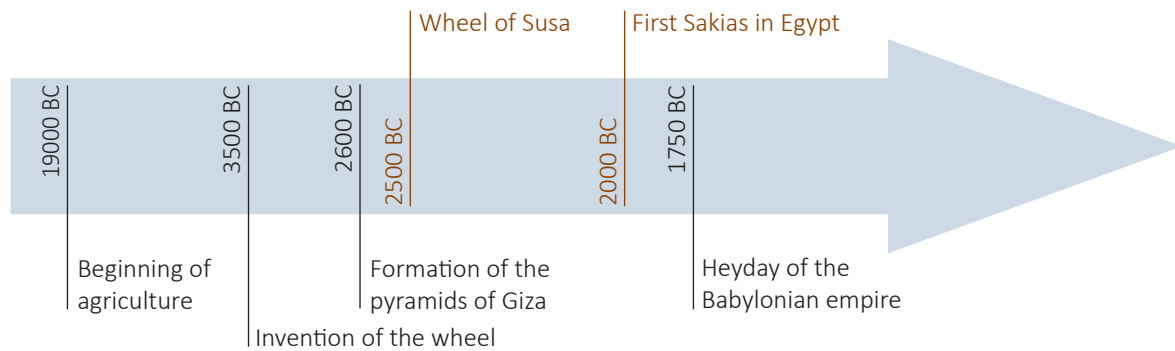 Wheel of Susa
First Sakias in Egypt
19000 BC
3500 BC
2600 BC
2500 BC
2000 BC
1750 BC
Beginning of
agriculture
Invention of the wheel
Formation of the
pyramids of Giza
Heyday of the
Babylonian empire